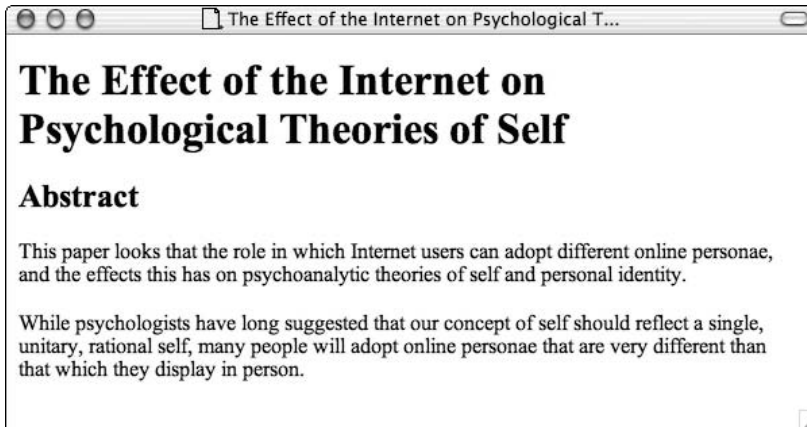 The Effect of the Internet on Psychological T...
The Effect of the Internet on
Psychological Theories of Self
Abstract
This paper looks that the role in which Internet users can adopt different online personae,
and the effects this has on psychoanalytic theories of self and personal identity.
While psychologists have long suggested that our concept of self should reflect a single,
unitary, rational self, many people will adopt online personae that are very different than
that which they display in person.